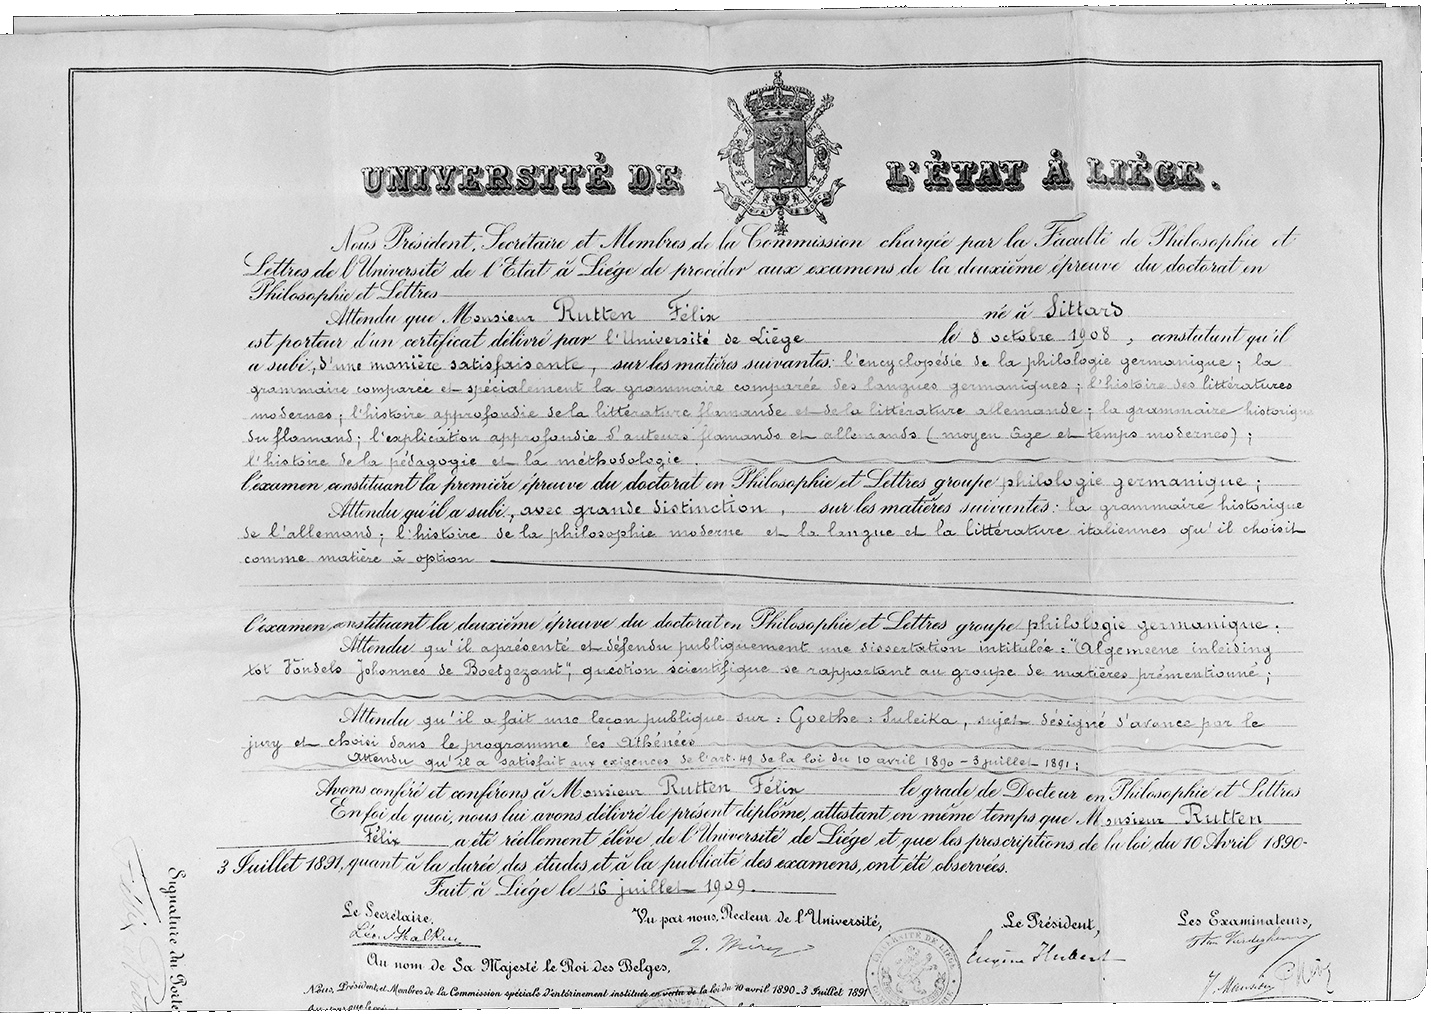 UNIVERSITÉ DE L'ÉTAT À LIÉGE.
Nous Président, Secrétaire et Membres de la Commission chargée par la Faculté de Philosophie et
Lettres de l'Université de l'État à Liége de procéder aux examens de la deuxième épreuve du doctorat en
Philosophie et Lettres
Attendu que Monsieur Rutten Félix né à Sittard
est porteur d'un certificat délivré par l'Université de Liége le 8 octobre 1908, constatant qu'il
a subi, d'une manière satisfaisante, sur les matières suivantes: l'encyclopédie de la philologie germanique; la
grammaire comparée et spécialement la grammaire comparée des langues germaniques; l'histoire des littératures
modernes; l'histoire approfondie de la littérature flamande et de la littérature allemande; la grammaire historique
du flamand; l'explication approfondie d'auteurs flamands et allemands (moyen âge et temps modernes);
l'histoire de la pédagogie et la méthodologie.
l'examen constituant la première épreuve du doctorat en Philosophie et Lettres groupe philologie germanique;
Attendu qu'il a subi, avec grande distinction, sur les matières suivantes: la grammaire historique
de l'allemand; l'histoire de la philosophie moderne et la langue et la littérature italiennes qu'il choisit
comme matière à option
l'examen constituant la deuxième épreuve du doctorat en Philosophie et Lettres groupe philologie germanique.
Attendu qu'il a présenté et défendu publiquement une dissertation intitulée: "Algemeene inleiding
tot Vondels Johannes de Boetgezant", question scientifique se rapportant au groupe de matières prémentionné;
Attendu qu'il a fait une leçon publique sur: Goethe: Suleika, sujet désigné d'avance par le
jury et choisi dans le programme des Athénées
Attendu qu'il a satisfait aux exigences de l'art. 49 de la loi du 10 avril 1890 - 3 juillet 1891;
Avons conféré et conférons à Monsieur Rutten Félix le grade de Docteur en Philosophie et Lettres
En foi de quoi, nous lui avons délivré le présent diplôme, attestant en même temps que Monsieur Rutten
Félix a été réellement élève de l'Université de Liége et que les prescriptions de la loi du 10 Avril 1890-
3 Juillet 1891, quant à la durée des études et à la publicité des examens, ont été observées.
Fait à Liége le 16 juillet 1909.
Le Secrétaire, Vu par nous, Recteur de l'Université, Le Président, Les Examinateurs,
Léon Halkin Eugène Hubert
Au nom de Sa Majesté le Roi des Belges,
Nous, Président et Membres de la Commission spéciale d'entérinement instituée en vertu de la loi du 10 avril 1890 - 3 Juillet 1891
Signature du Porte
Félix